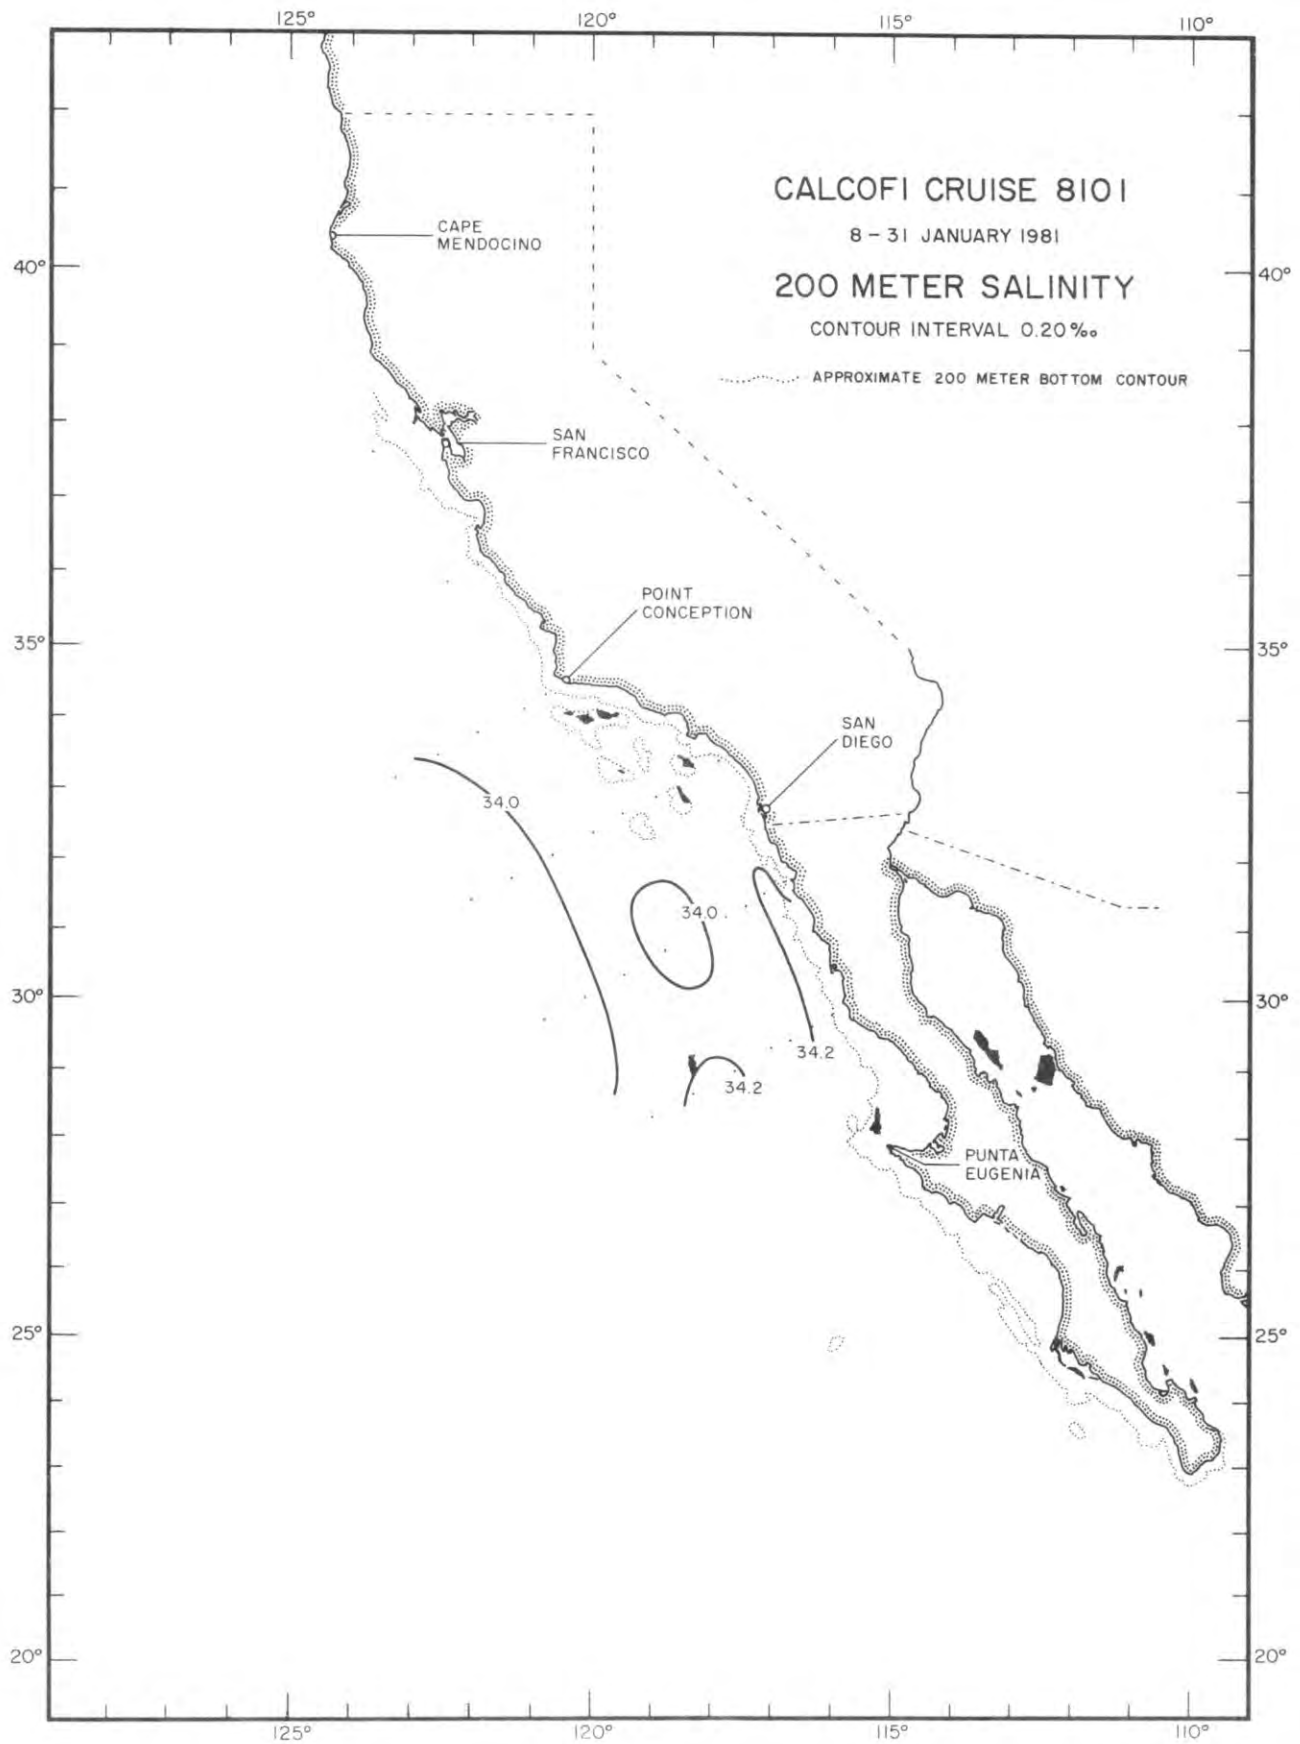 125°
120°
115°
110°
CALCOFI CRUISE 8101
8 – 31 JANUARY 1981
200 METER SALINITY
CONTOUR INTERVAL 0.20‰
APPROXIMATE 200 METER BOTTOM CONTOUR
CAPE
MENDOCINO
40°
40°
SAN
FRANCISCO
POINT
CONCEPTION
35°
35°
SAN
DIEGO
34.0
34.0
30°
30°
34.2
34.2
PUNTA
EUGENIA
25°
25°
20°
20°
125°
120°
115°
110°